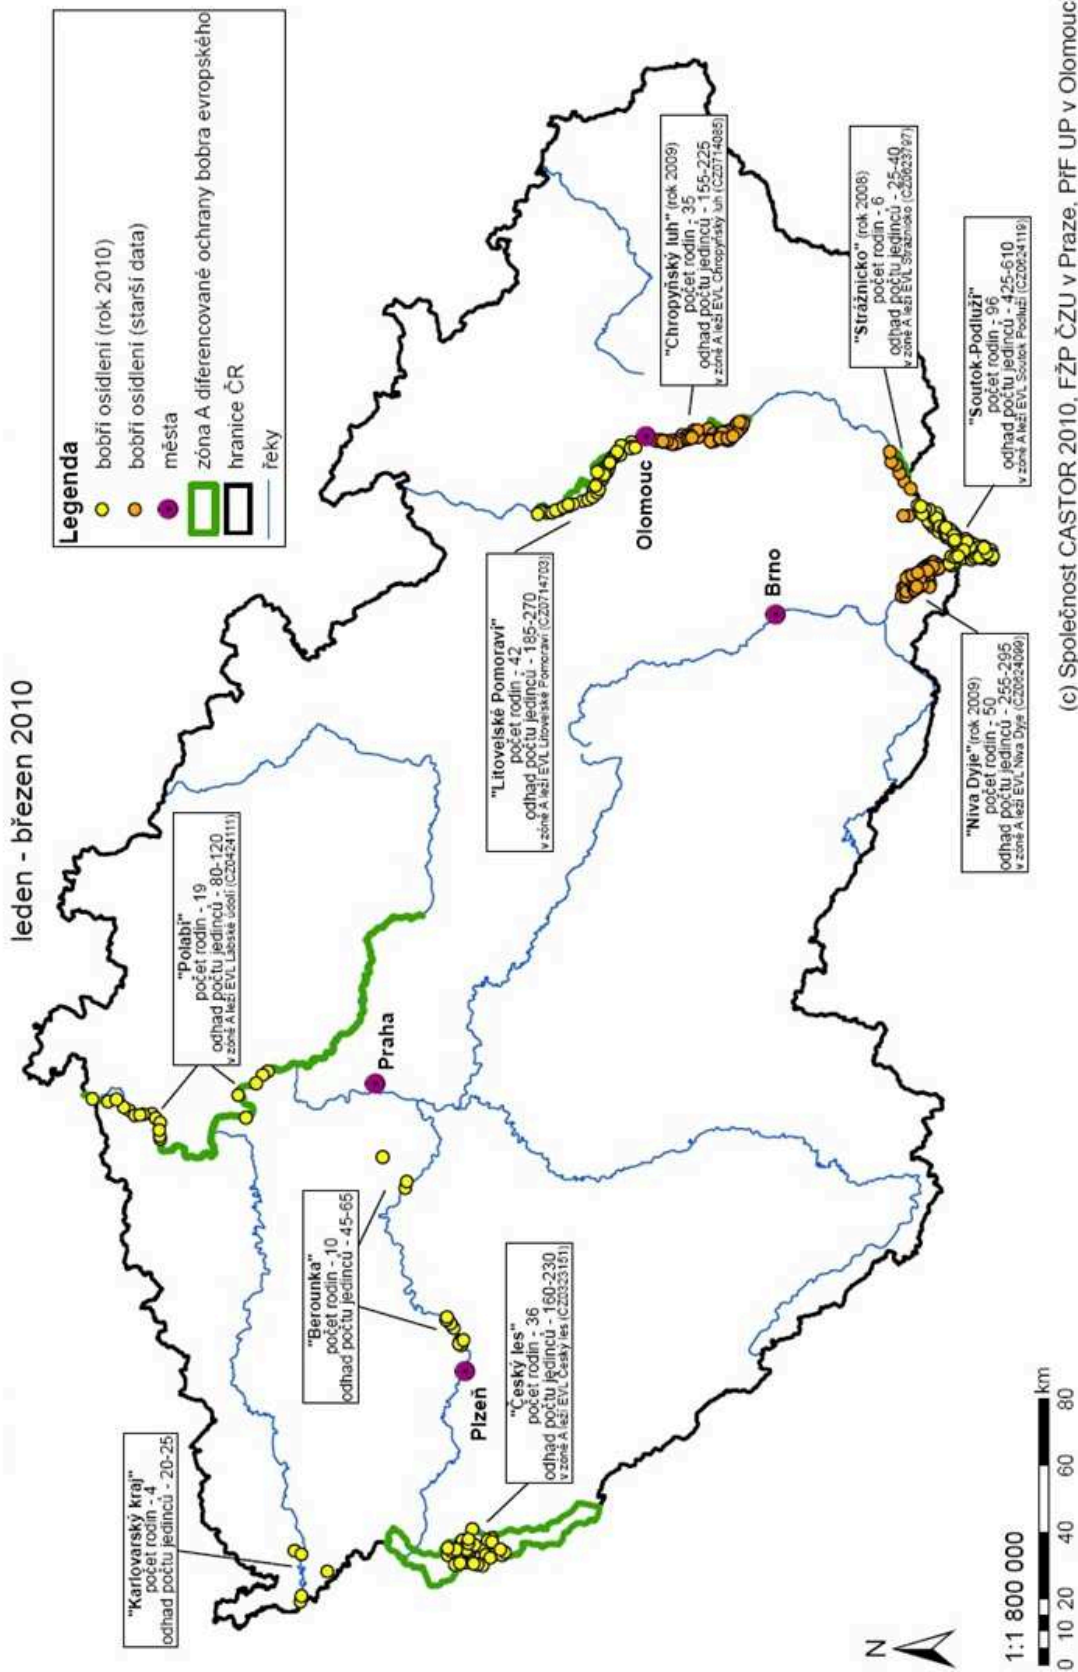 leden - březen 2010
Legenda
bobří osídlení (rok 2010)
bobří osídlení (starší data)
města
zóna A diferencované ochrany bobra evropského
hranice ČR
řeky
"Karlovarský kraj"
počet rodin - 4
odhad počtu jedinců - 20-25
"Polabí"
počet rodin - 19
odhad počtu jedinců - 80-120
v zóně A leží EVL Labské údolí (CZ0424111)
"Berounka"
počet rodin - 10
odhad počtu jedinců - 45-65
Praha
Plzeň
"Český les"
počet rodin - 36
odhad počtu jedinců - 160-230
v zóně A leží EVL Český les (CZ0323151)
"Litovelské Pomoraví"
počet rodin - 42
odhad počtu jedinců - 185-270
v zóně A leží EVL Litovelské Pomoraví (CZ0714703)
Olomouc
Brno
"Chropyňský luh" (rok 2009)
počet rodin - 35
odhad počtu jedinců - 155-225
v zóně A leží EVL Chropyňský luh (CZ0714085)
"Strážnicko" (rok 2008)
počet rodin - 6
odhad počtu jedinců - 25-40
v zóně A leží EVL Strážnicko (CZ0623797)
"Soutok-Podluží"
počet rodin - 96
odhad počtu jedinců - 425-610
v zóně A leží EVL Soutok Podluží (CZ0624119)
"Niva Dyje" (rok 2009)
počet rodin - 50
odhad počtu jedinců - 255-295
v zóně A leží EVL Niva Dyje (CZ0624099)
N
1:1 800 000
0 10 20 40 60 80
km
(c) Společnost CASTOR 2010, FŽP ČZU v Praze, PřF UP v Olomouc